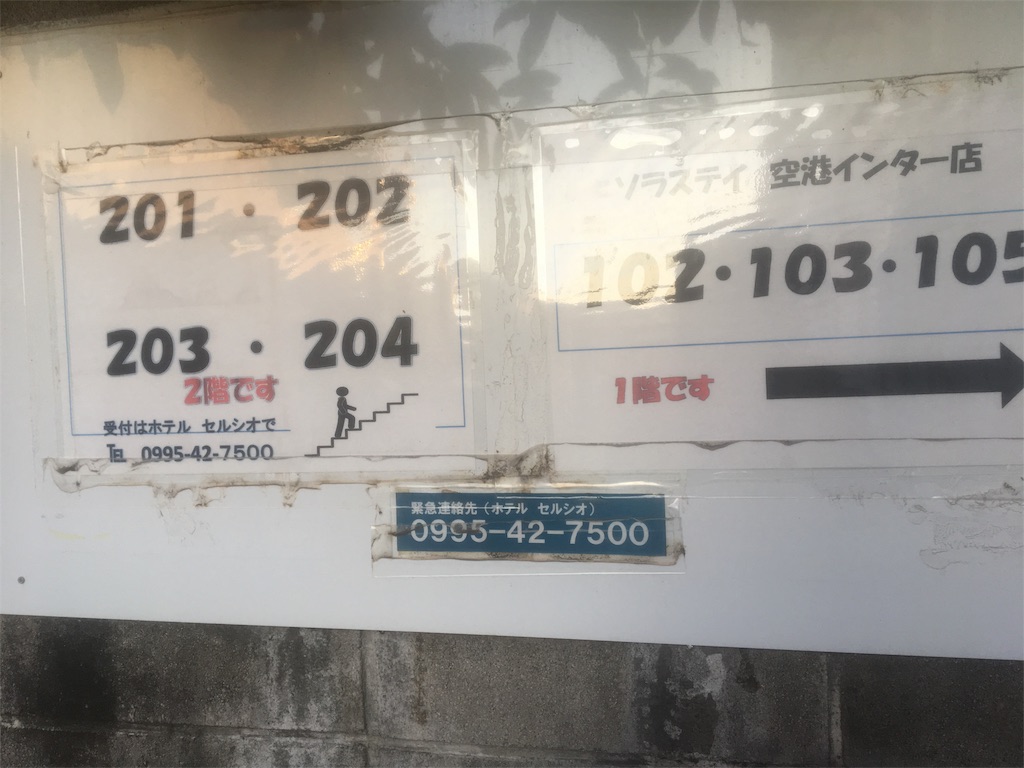 201 ・ 202
203 ・ 204
2階です
受付はホテル セルシオで
℡ 0995-42-7500
ソラステイ 空港インター店
102・103・105
1階です
緊急連絡先（ホテル セルシオ）
0995-42-7500